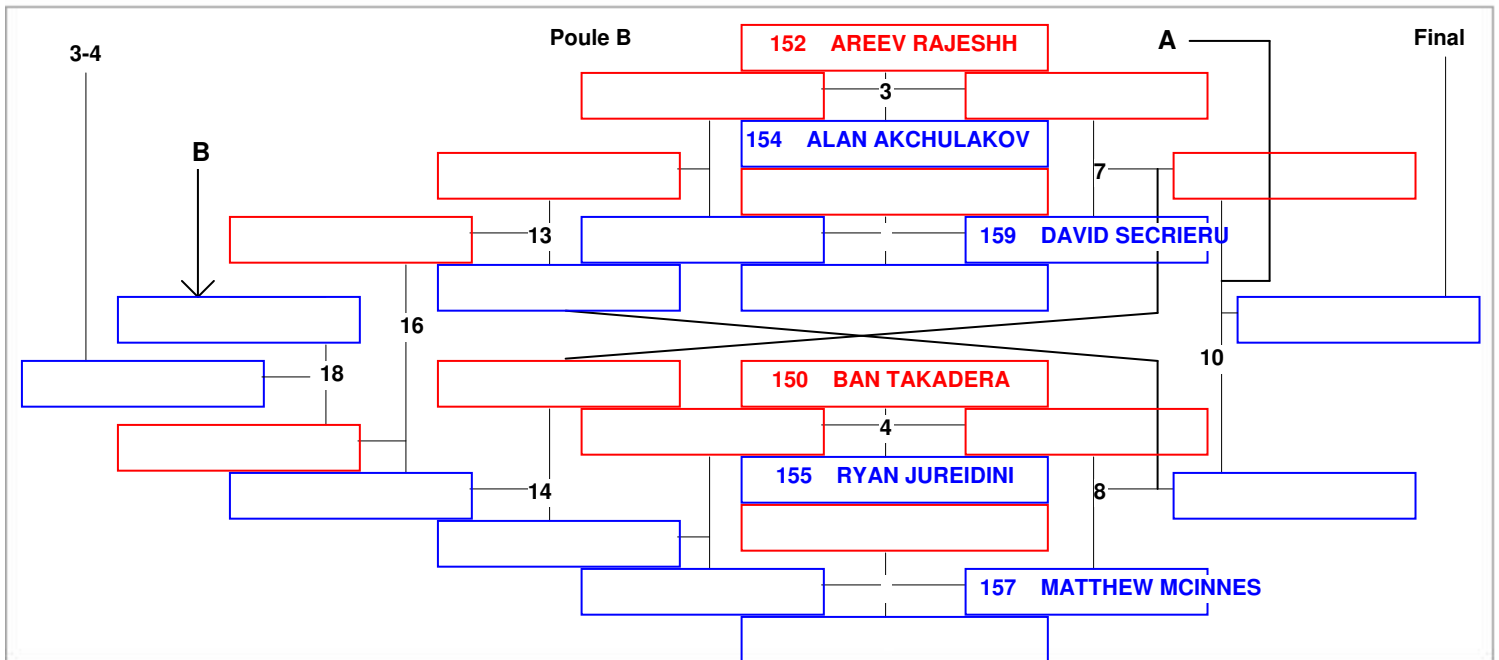 Poule B
A
Final
3-4
152 AREEV RAJESHH
3
154 ALAN AKCHULAKOV
B
7
13
159 DAVID SECRIERU
16
10
18
150 BAN TAKADERA
4
155 RYAN JUREIDINI
14
8
157 MATTHEW MCINNES